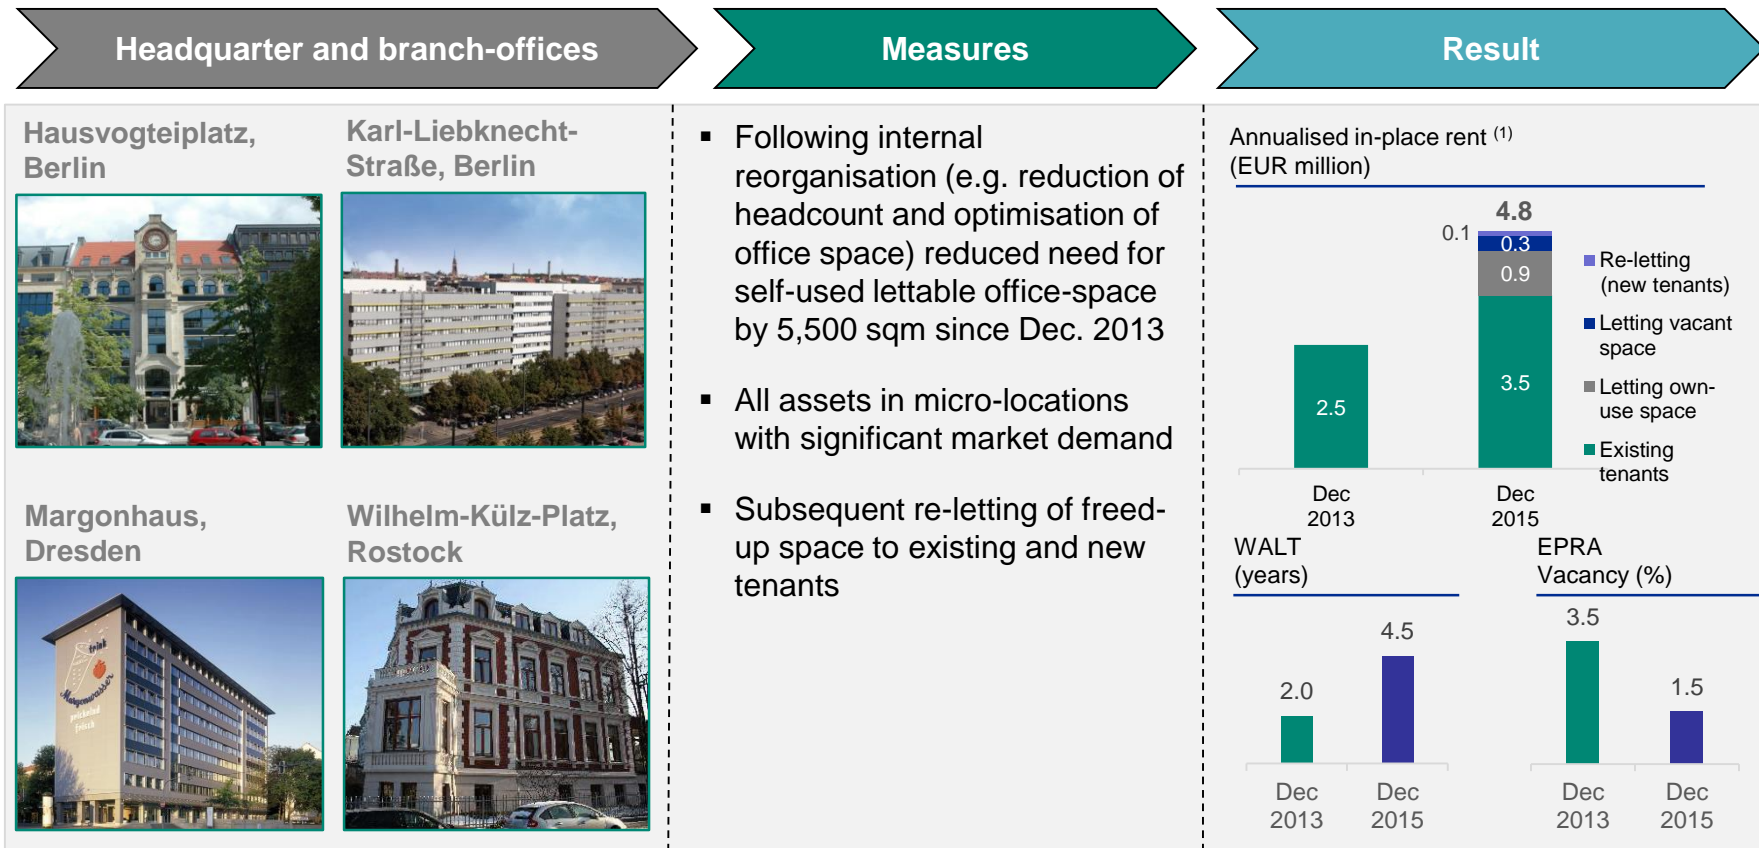 Headquarter and branch-offices
Measures
Result
Hausvogteiplatz,
Berlin
Karl-Liebknecht-
Straße, Berlin
Margonhaus,
Dresden
trink
Margonwasser
prickelnd
frisch
Wilhelm-Külz-Platz,
Rostock
▪ Following internal
reorganisation (e.g. reduction of
headcount and optimisation of
office space) reduced need for
self-used lettable office-space
by 5,500 sqm since Dec. 2013
▪ All assets in micro-locations
with significant market demand
▪ Subsequent re-letting of freed-
up space to existing and new
tenants
Annualised in-place rent (1)
(EUR million)
4.8
0.1
0.3
0.9
3.5
2.5
Dec
2013
Dec
2015
Re-letting
(new tenants)
Letting vacant
space
Letting own-
use space
Existing
tenants
WALT
(years)
2.0
4.5
Dec
2013
Dec
2015
EPRA
Vacancy (%)
3.5
1.5
Dec
2013
Dec
2015